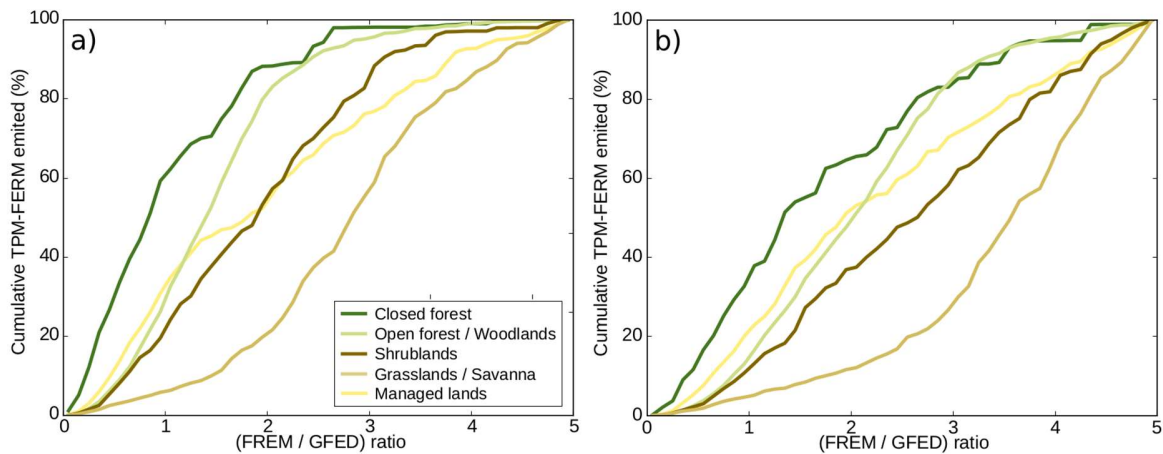 a)
Cumulative TPM-FERM emited (%)
100
80
60
40
20
0
0 1 2 3 4 5
(FREM / GFED) ratio
Closed forest
Open forest / Woodlands
Shrublands
Grasslands / Savanna
Managed lands
b)
Cumulative TPM-FERM emited (%)
100
80
60
40
20
0
0 1 2 3 4 5
(FREM / GFED) ratio